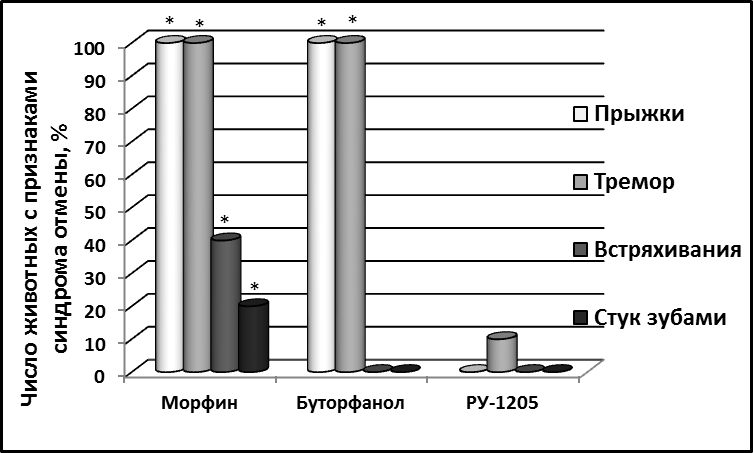 * * * *
Число животных с признаками
синдрома отмены, %
100
90
80
70
60
50
40
30
20
10
0
*
*
Прыжки
Тремор
Встряхивания
Стук зубами
Морфин Буторфанол РУ-1205